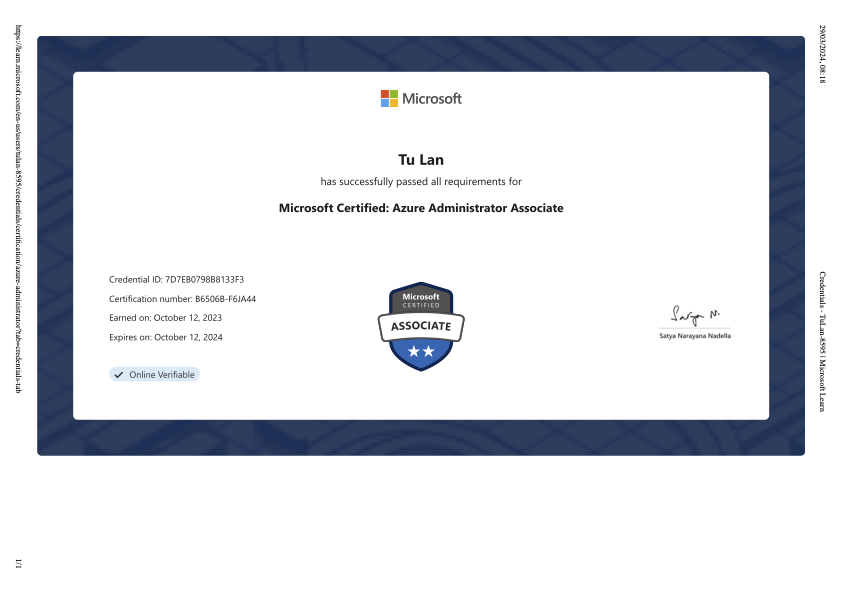 29/03/2024, 08:18
Credentials - TuLan-8595 | Microsoft Learn
Microsoft
Tu Lan
has successfully passed all requirements for
Microsoft Certified: Azure Administrator Associate
Credential ID: 7D7EB0798B8133F3
Certification number: B6506B-F6JA44
Earned on: October 12, 2023
Expires on: October 12, 2024
Online Verifiable
Microsoft
CERTIFIED
ASSOCIATE
Satya N.
Satya Narayana Nadella
https://learn.microsoft.com/en-us/users/tulan-8595/credentials/certification/azure-administrator?tab=credentials-tab
1/1